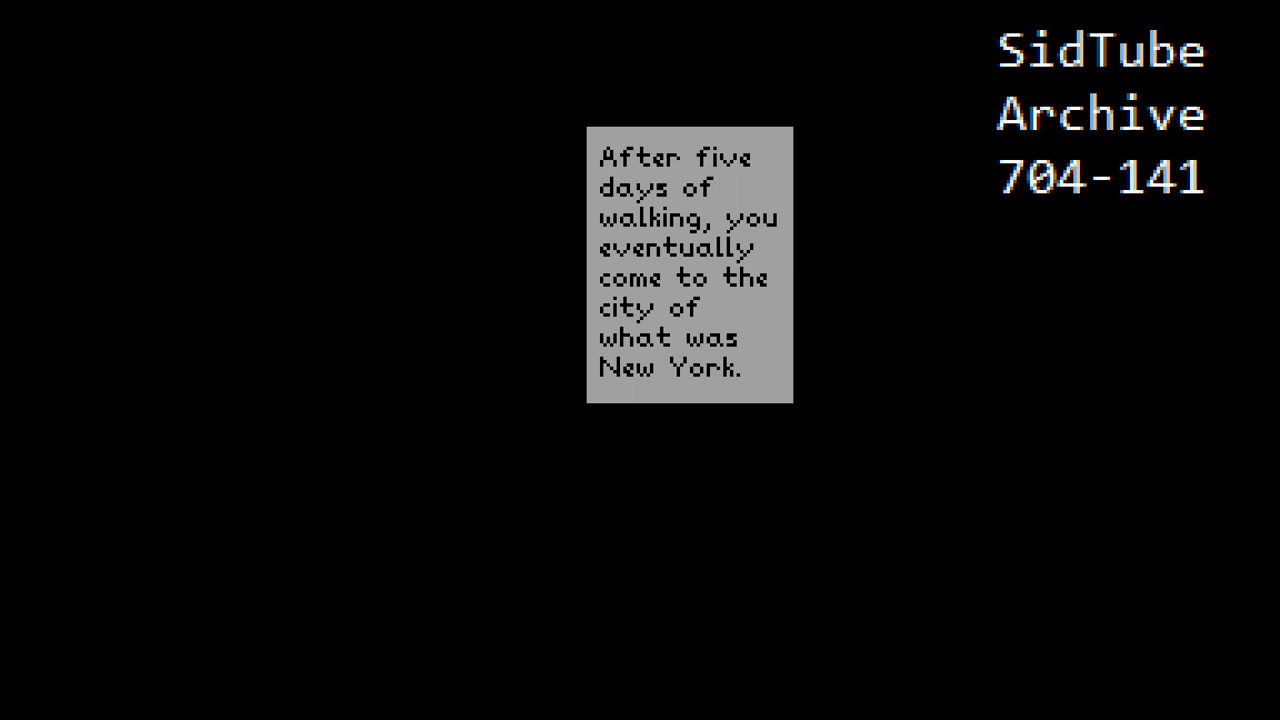 SidTube
Archive
704-141
After five
days of
walking, you
eventually
come to the
city of
what was
New York.